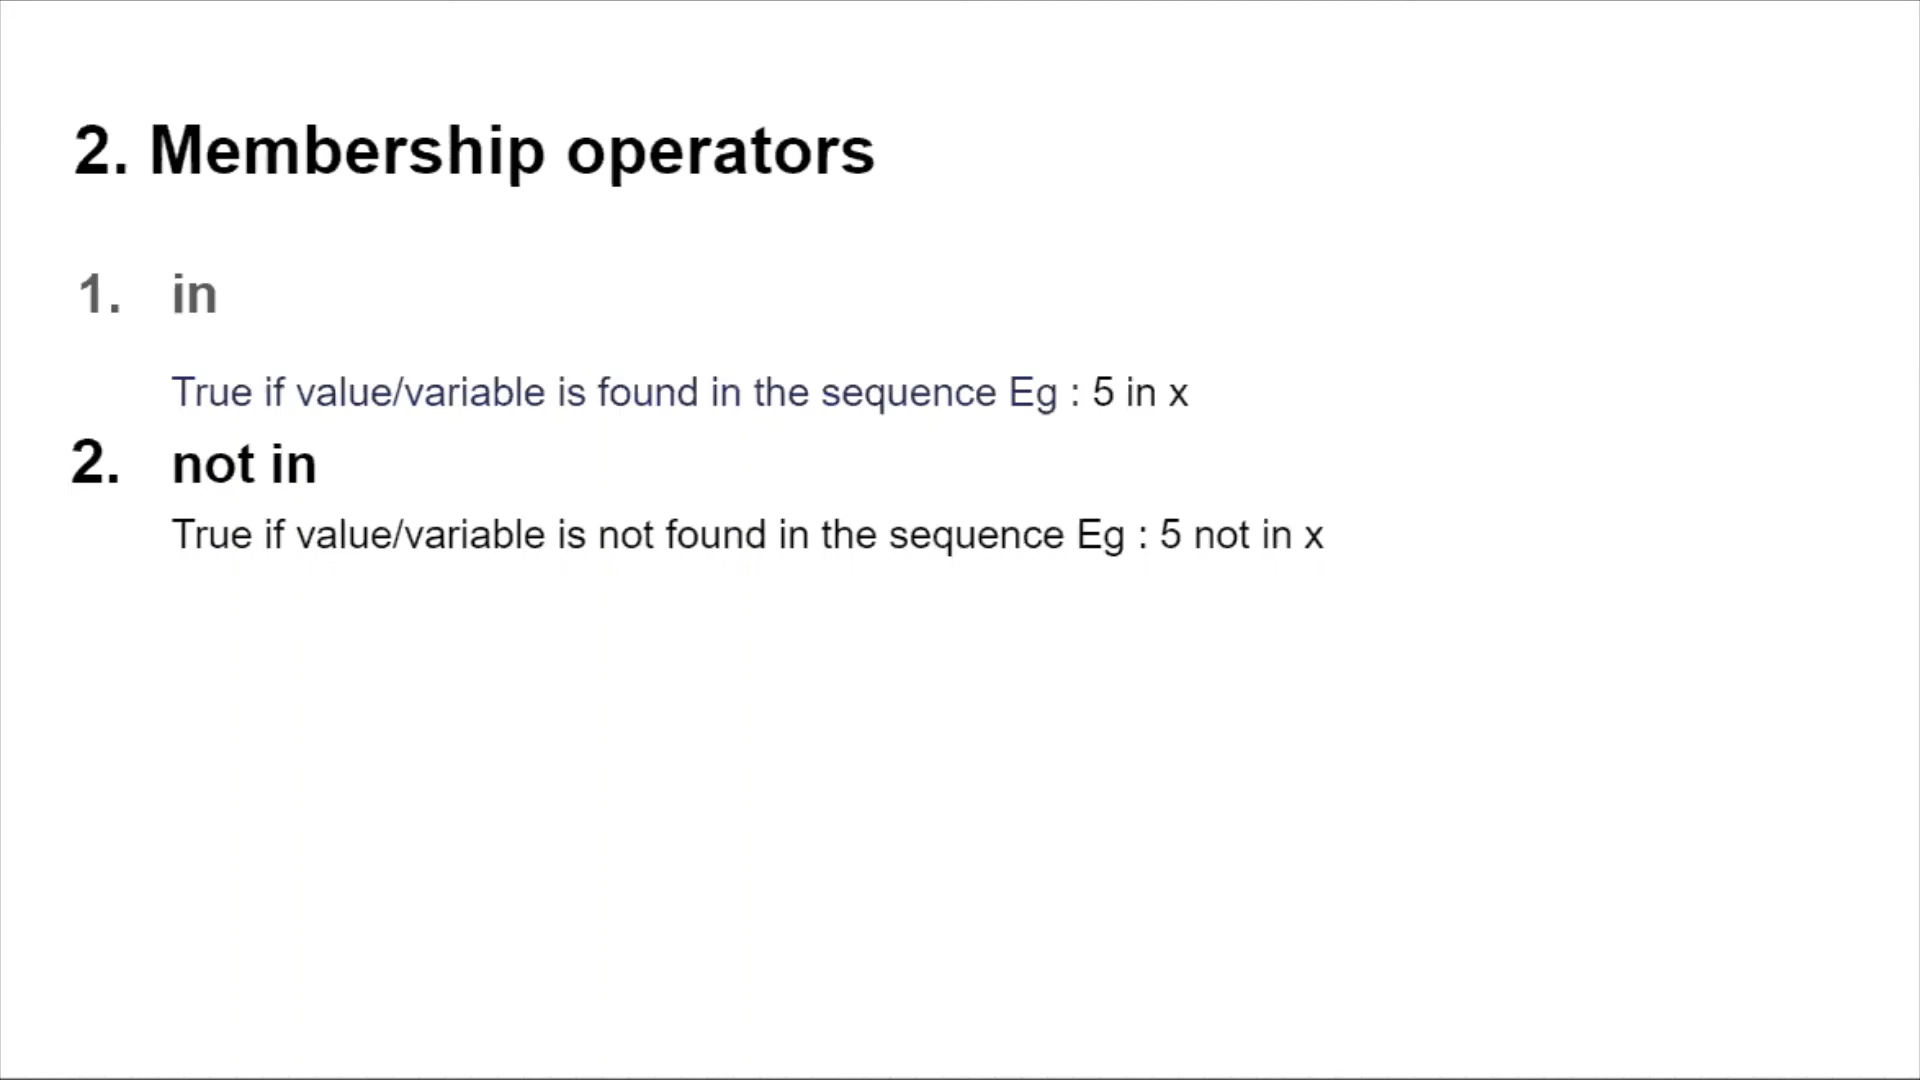 2. Membership operators
1. in
True if value/variable is found in the sequence Eg : 5 in x
2. not in
True if value/variable is not found in the sequence Eg : 5 not in x